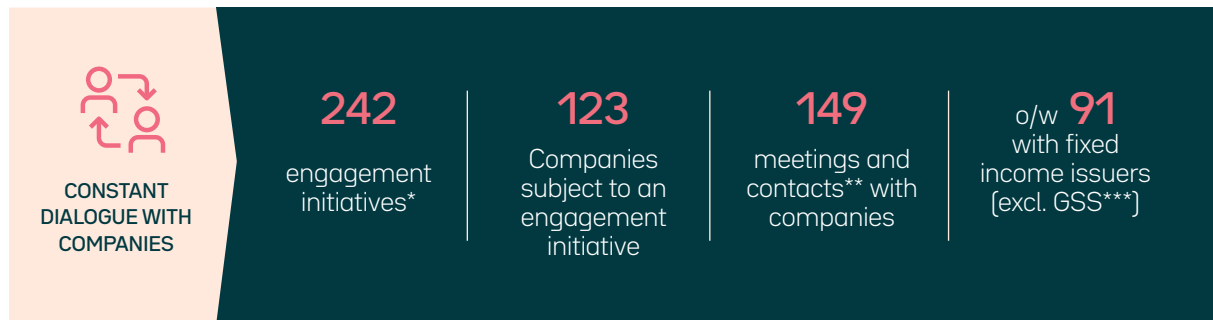 CONSTANT
DIALOGUE WITH
COMPANIES
242
engagement
initiatives*
123
Companies
subject to an
engagement
initiative
149
meetings and
contacts** with
companies
o/w 91
with fixed
income issuers
(excl. GSS***)